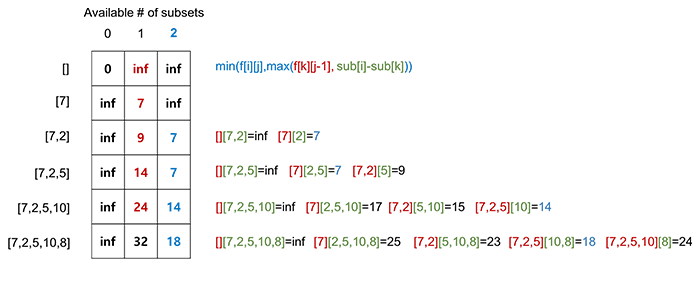 Available # of subsets
0 1 2
[] 0 inf inf min(f[i][j],max(f[k][j-1], sub[i]-sub[k]))
[7] inf 7 inf
[7,2] inf 9 7 [][7,2]=inf [7][2]=7
[7,2,5] inf 14 7 [][7,2,5]=inf [7][2,5]=7 [7,2][5]=9
[7,2,5,10] inf 24 14 [][7,2,5,10]=inf [7][2,5,10]=17 [7,2][5,10]=15 [7,2,5][10]=14
[7,2,5,10,8] inf 32 18 [][7,2,5,10,8]=inf [7][2,5,10,8]=25 [7,2][5,10,8]=23 [7,2,5][10,8]=18 [7,2,5,10][8]=24